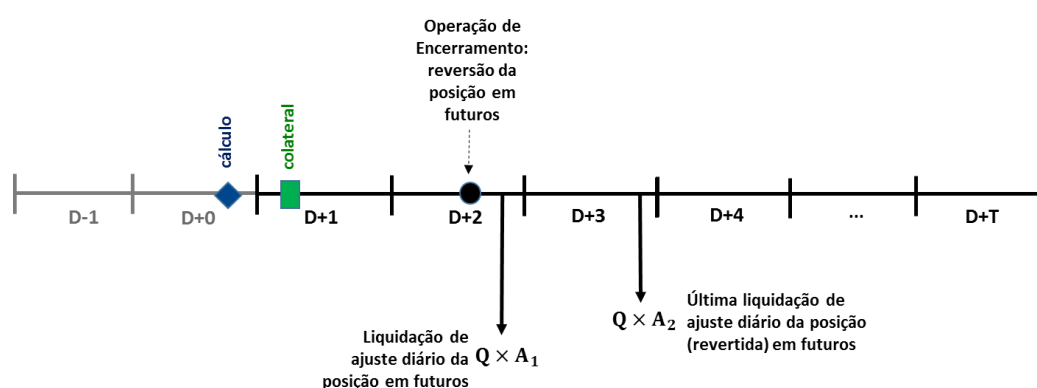 Operação de
Encerramento:
reversão da
posição em
futuros
cálculo
colateral
D-1
D+0
D+1
D+2
D+3
D+4
...
D+T
Liquidação de
ajuste diário da
posição em futuros
Q × A₁
Q × A₂
Última liquidação de
ajuste diário da posição
(revertida) em futuros